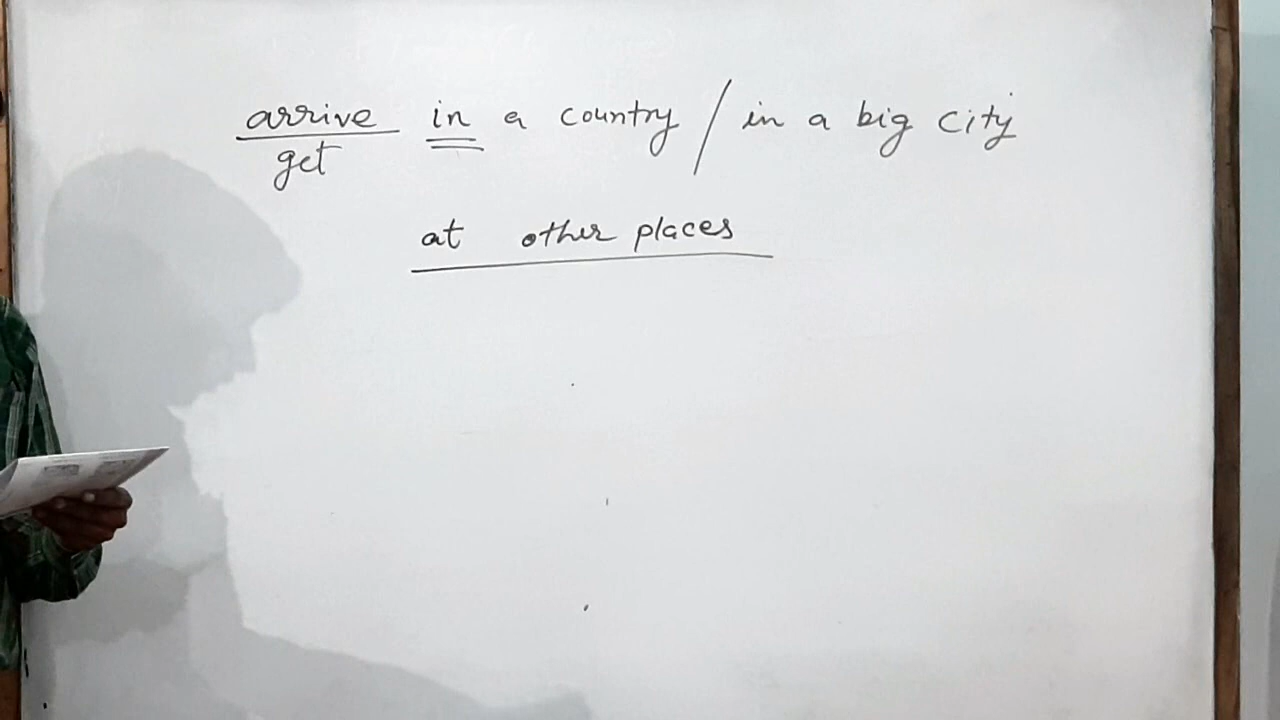 arrive in a country / in a big city
get
at other places